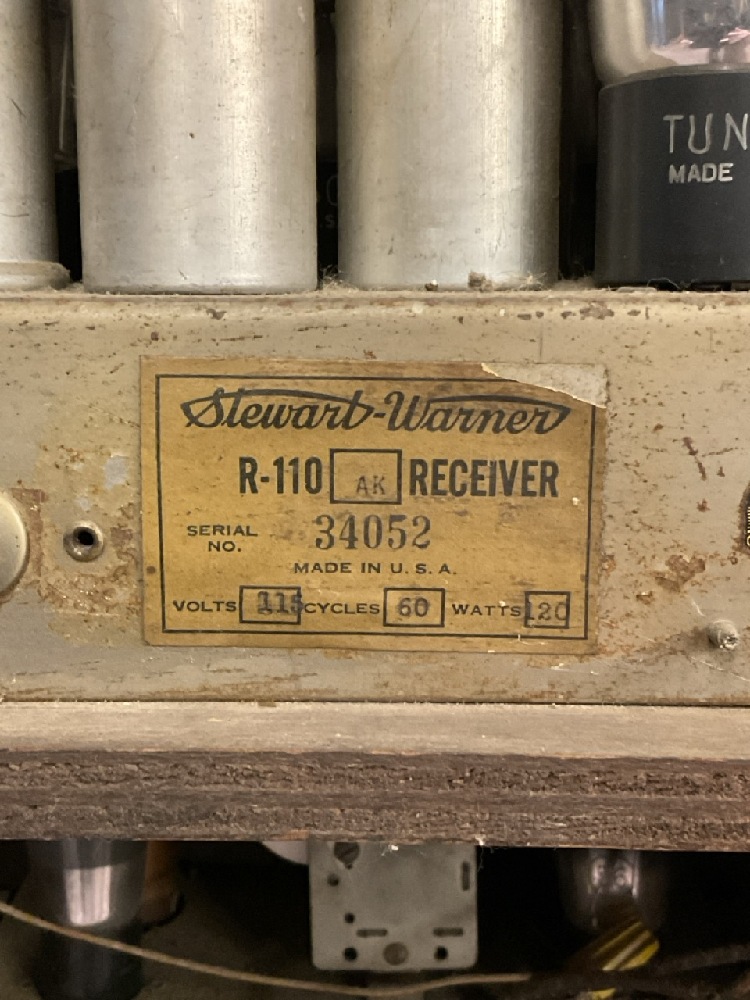 TUN
MADE
Stewart-Warner
R-110 AK RECEIVER
SERIAL NO. 34052
MADE IN U.S.A.
VOLTS 115 CYCLES 60 WATTS 120